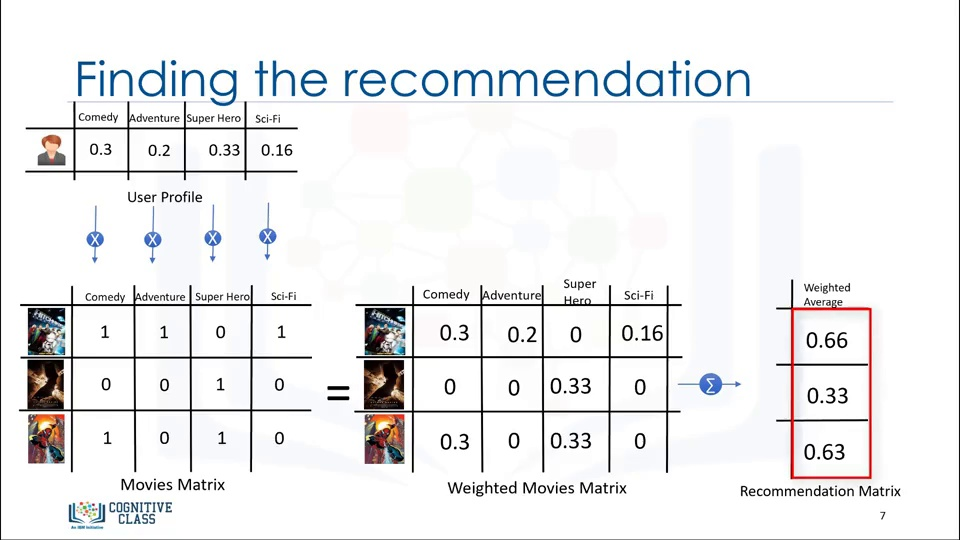 Finding the recommendation
Comedy Adventure Super Hero Sci-Fi
0.3 0.2 0.33 0.16
User Profile
X X X X
Comedy Adventure Super Hero Sci-Fi
1 1 0 1
0 0 1 0
1 0 1 0
Movies Matrix
=
Comedy Adventure Super Hero Sci-Fi
0.3 0.2 0 0.16
0 0 0.33 0
0.3 0 0.33 0
Weighted Movies Matrix
Σ
Weighted
Average
0.66
0.33
0.63
Recommendation Matrix
COGNITIVE
CLASS
An IBM Initiative
7